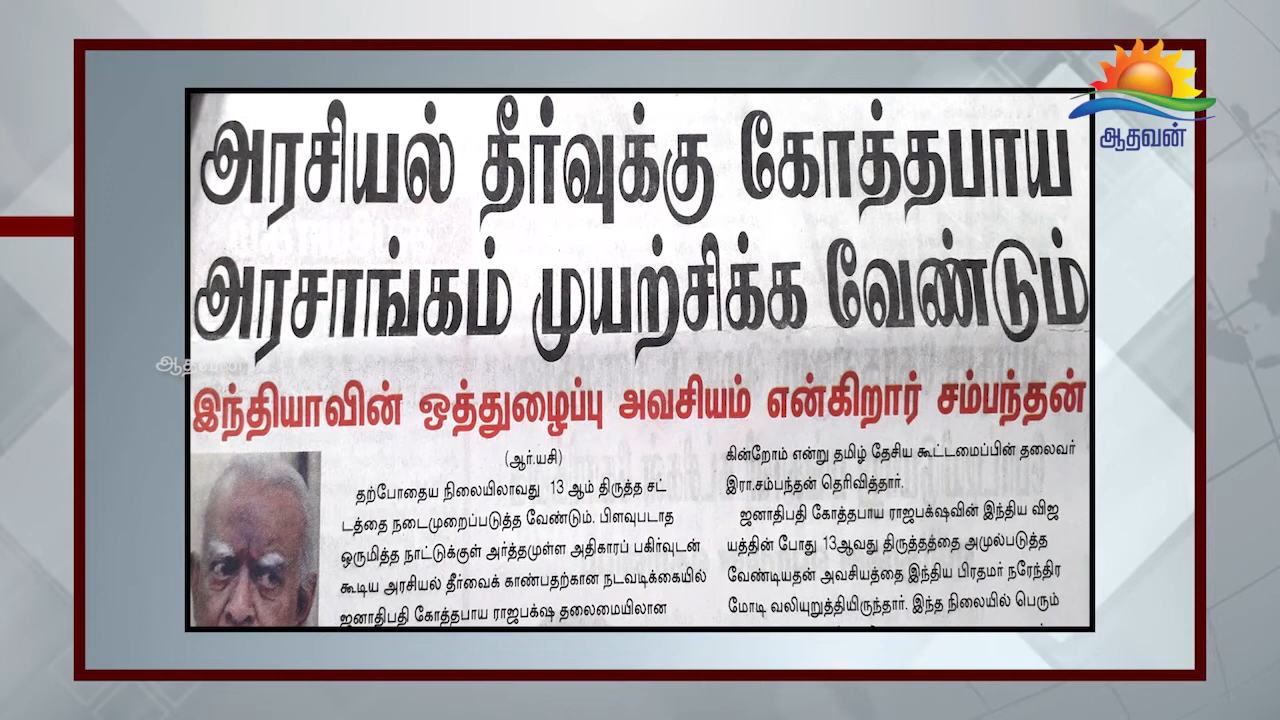 ஆதவன்
அரசியல் தீர்வுக்கு கோத்தபாய
அரசாங்கம் முயற்சிக்க வேண்டும்
ஆதவன்
இந்தியாவின் ஒத்துழைப்பு அவசியம் என்கிறார் சம்பந்தன்
(ஆர்.யசி)
தற்போதைய நிலையிலாவது 13 ஆம் திருத்த சட்
டத்தை நடைமுறைப்படுத்த வேண்டும். பிளவுபடாத
ஒருமித்த நாட்டுக்குள் அர்த்தமுள்ள அதிகாரப் பகிர்வுடன்
கூடிய அரசியல் தீர்வைக் காண்பதற்கான நடவடிக்கையில்
ஜனாதிபதி கோத்தபாய ராஜபக்ஷ தலைமையிலான
கின்றோம் என்று தமிழ் தேசிய கூட்டமைப்பின் தலைவர்
இரா.சம்பந்தன் தெரிவித்தார்.
ஜனாதிபதி கோத்தபாய ராஜபக்ஷவின் இந்திய விஜ
யத்தின் போது 13ஆவது திருத்தத்தை அமுல்படுத்த
வேண்டியதன் அவசியத்தை இந்திய பிரதமர் நரேந்திர
மோடி வலியுறுத்தியிருந்தார். இந்த நிலையில் பெரும்